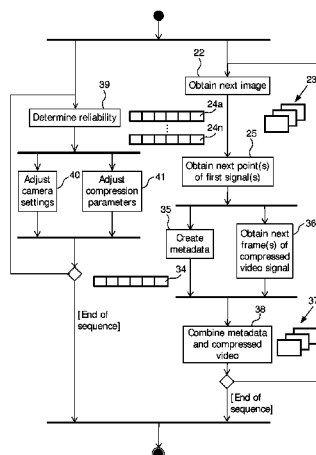 22
23
Obtain next image
39
Determine reliability
24a
24n
25
Obtain next point(s)
of first signal(s)
Adjust
camera
settings
40
Adjust
compression
parameters
41
35
Create
metadata
36
Obtain next
frame(s) of
compressed
video signal
34
37
38
Combine metadata
and compressed
video
[End of
sequence]
[End of
sequence]